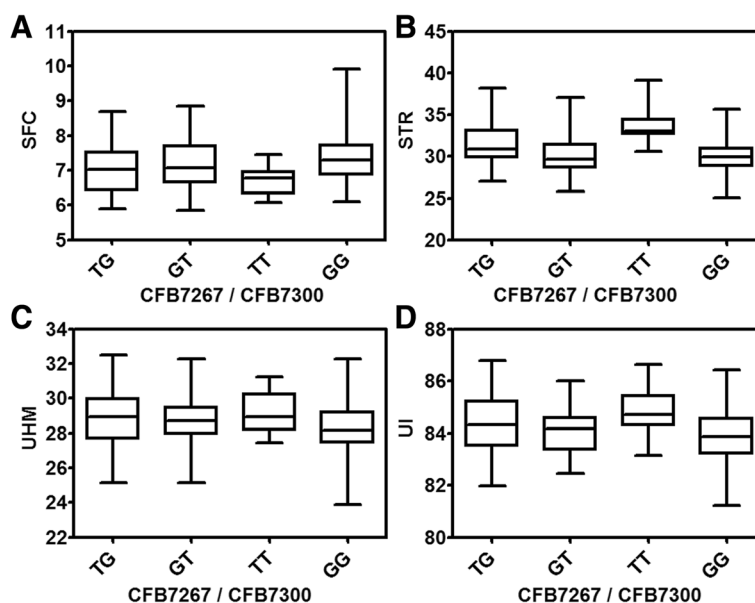 A
SFC
11
10
9
8
7
6
5
TG GT TT GG
CFB7267 / CFB7300
B
STR
45
40
35
30
25
20
TG GT TT GG
CFB7267 / CFB7300
C
UHM
34
32
30
28
26
24
22
TG GT TT GG
CFB7267 / CFB7300
D
UI
88
86
84
82
80
TG GT TT GG
CFB7267 / CFB7300